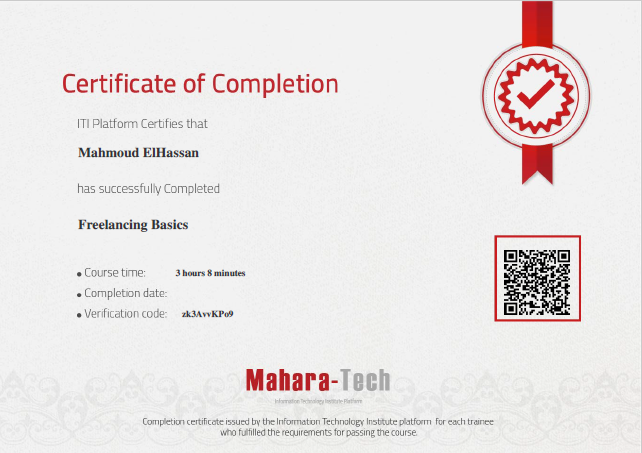 Certificate of Completion
ITI Platform Certifies that
Mahmoud ElHassan
has successfully Completed
Freelancing Basics
Course time: 3 hours 8 minutes
Completion date:
Verification code: zk3AvvKPo9
Mahara-Tech
Information Technology Institute Platform
Completion certificate issued by the Information Technology Institute platform for each trainee
who fulfilled the requirements for passing the course.